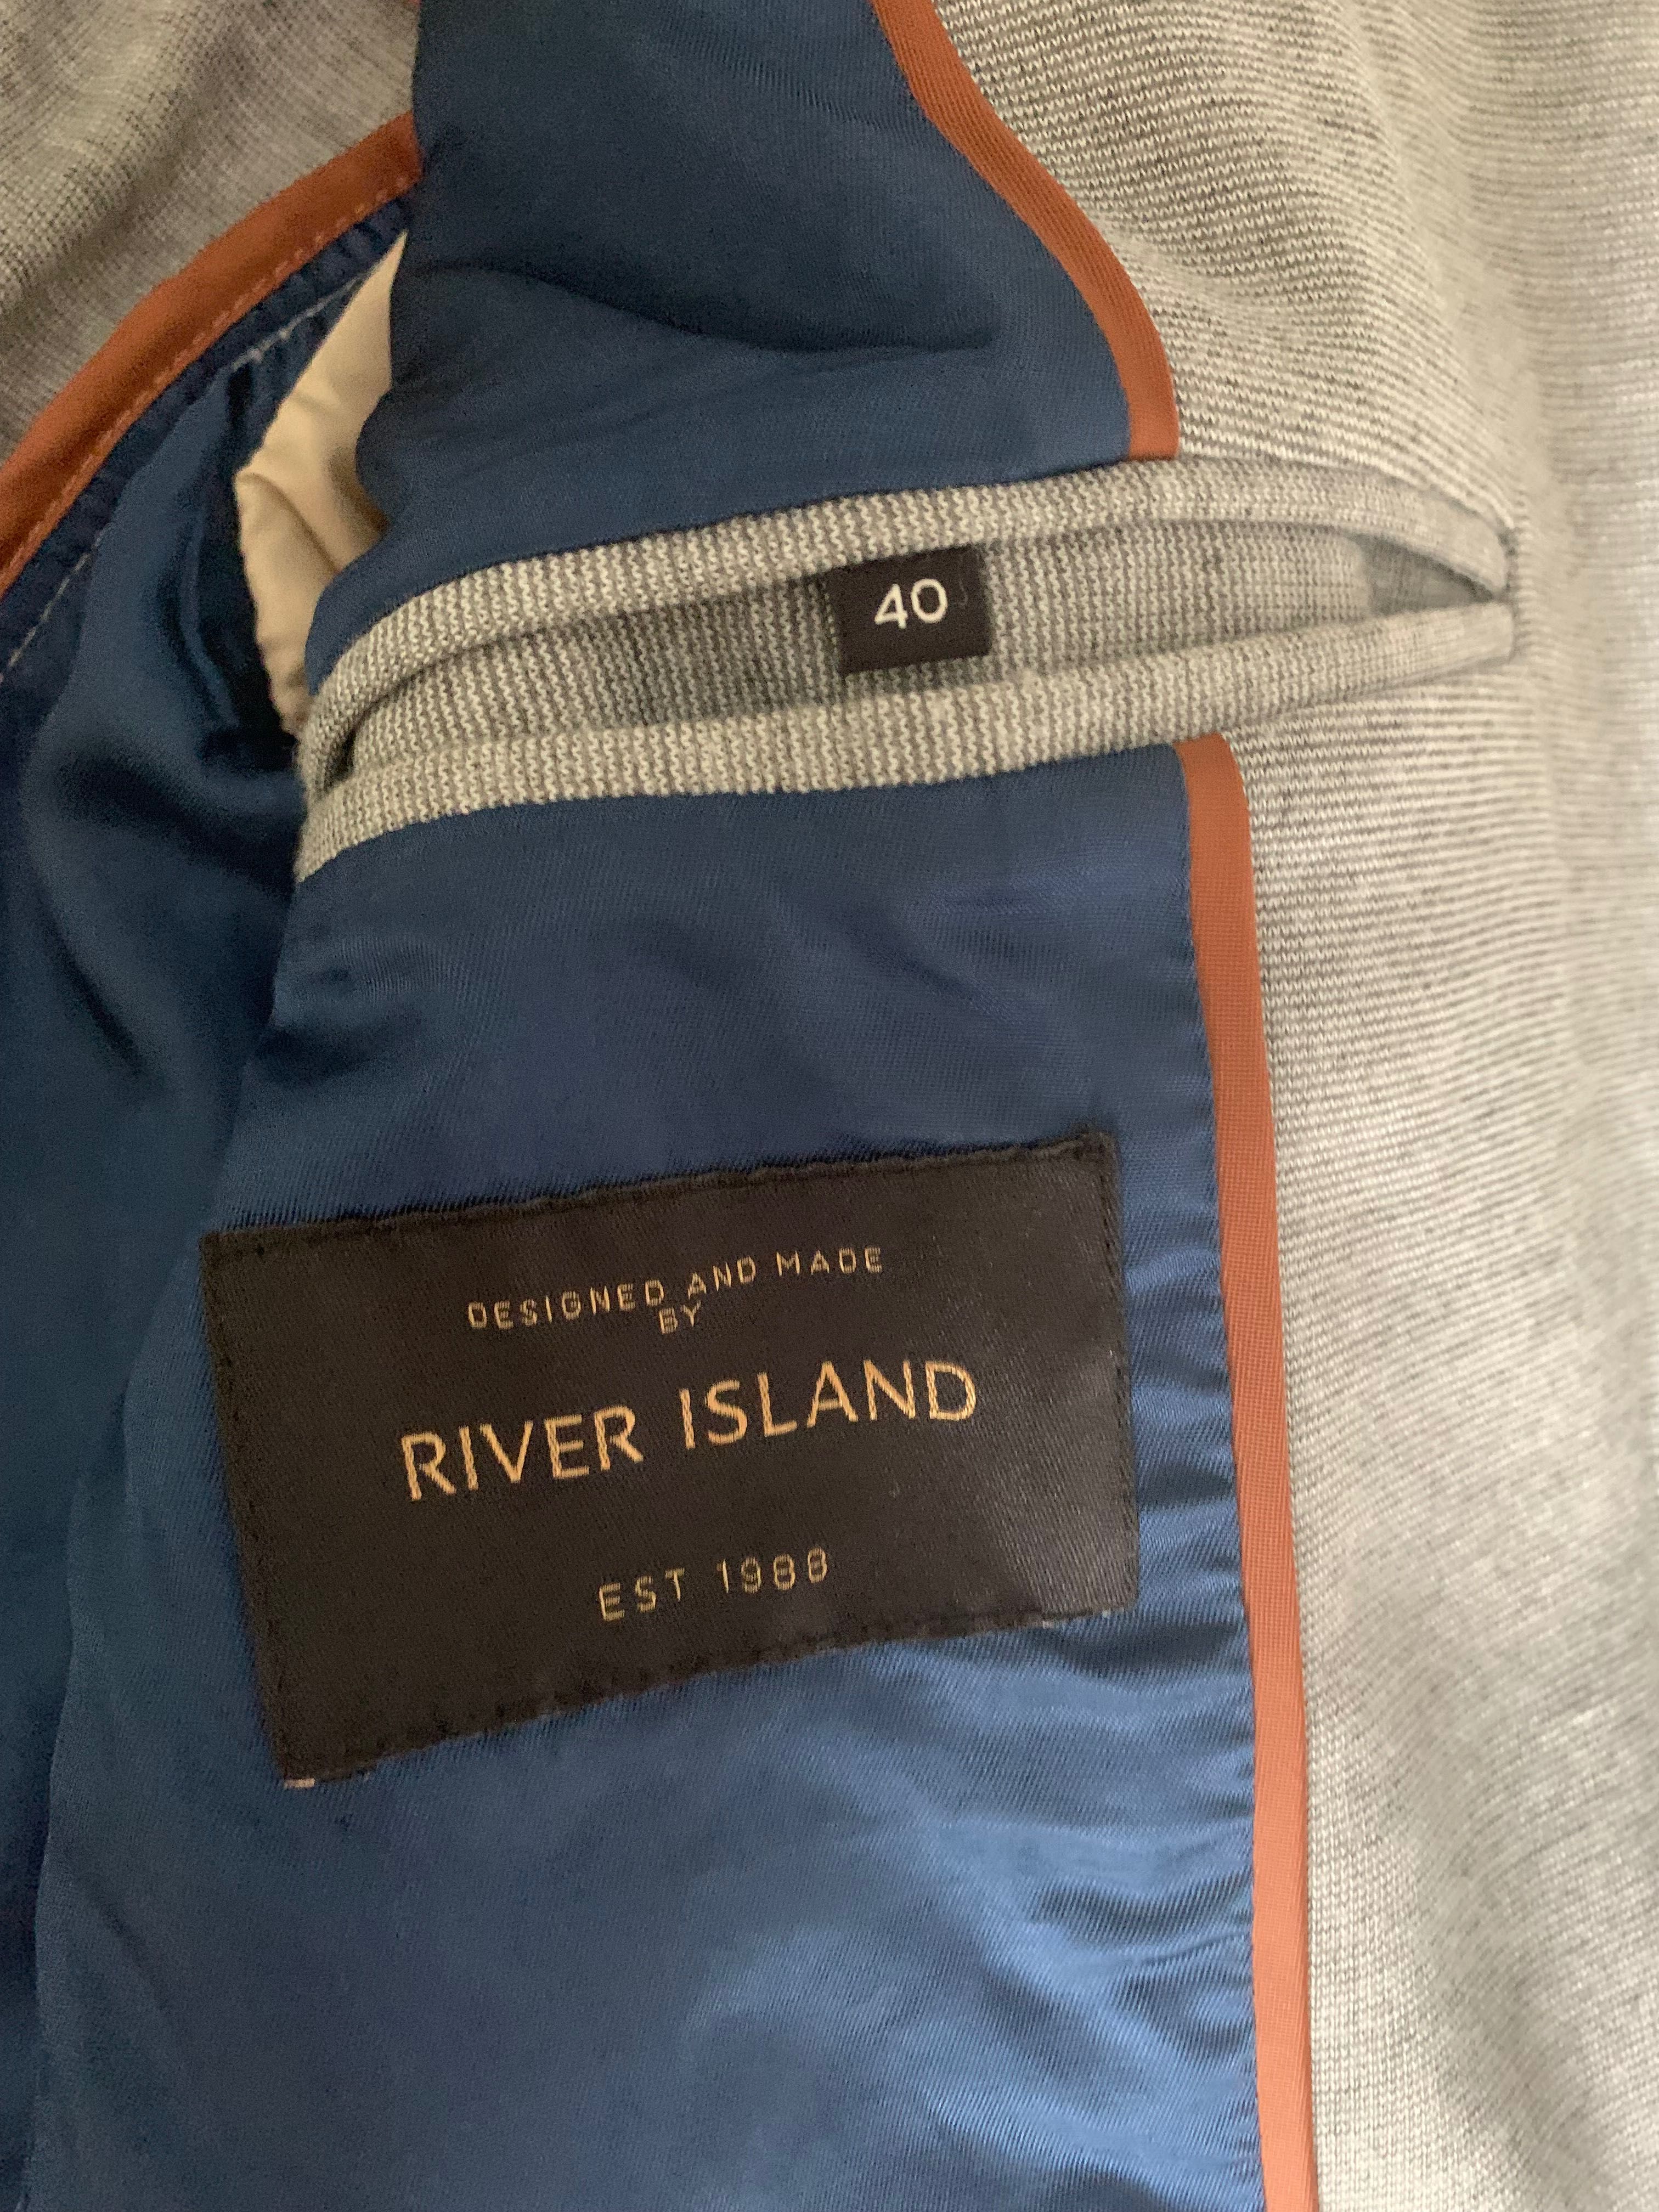 40
DESIGNED AND MADE
BY
RIVER ISLAND
EST 1988